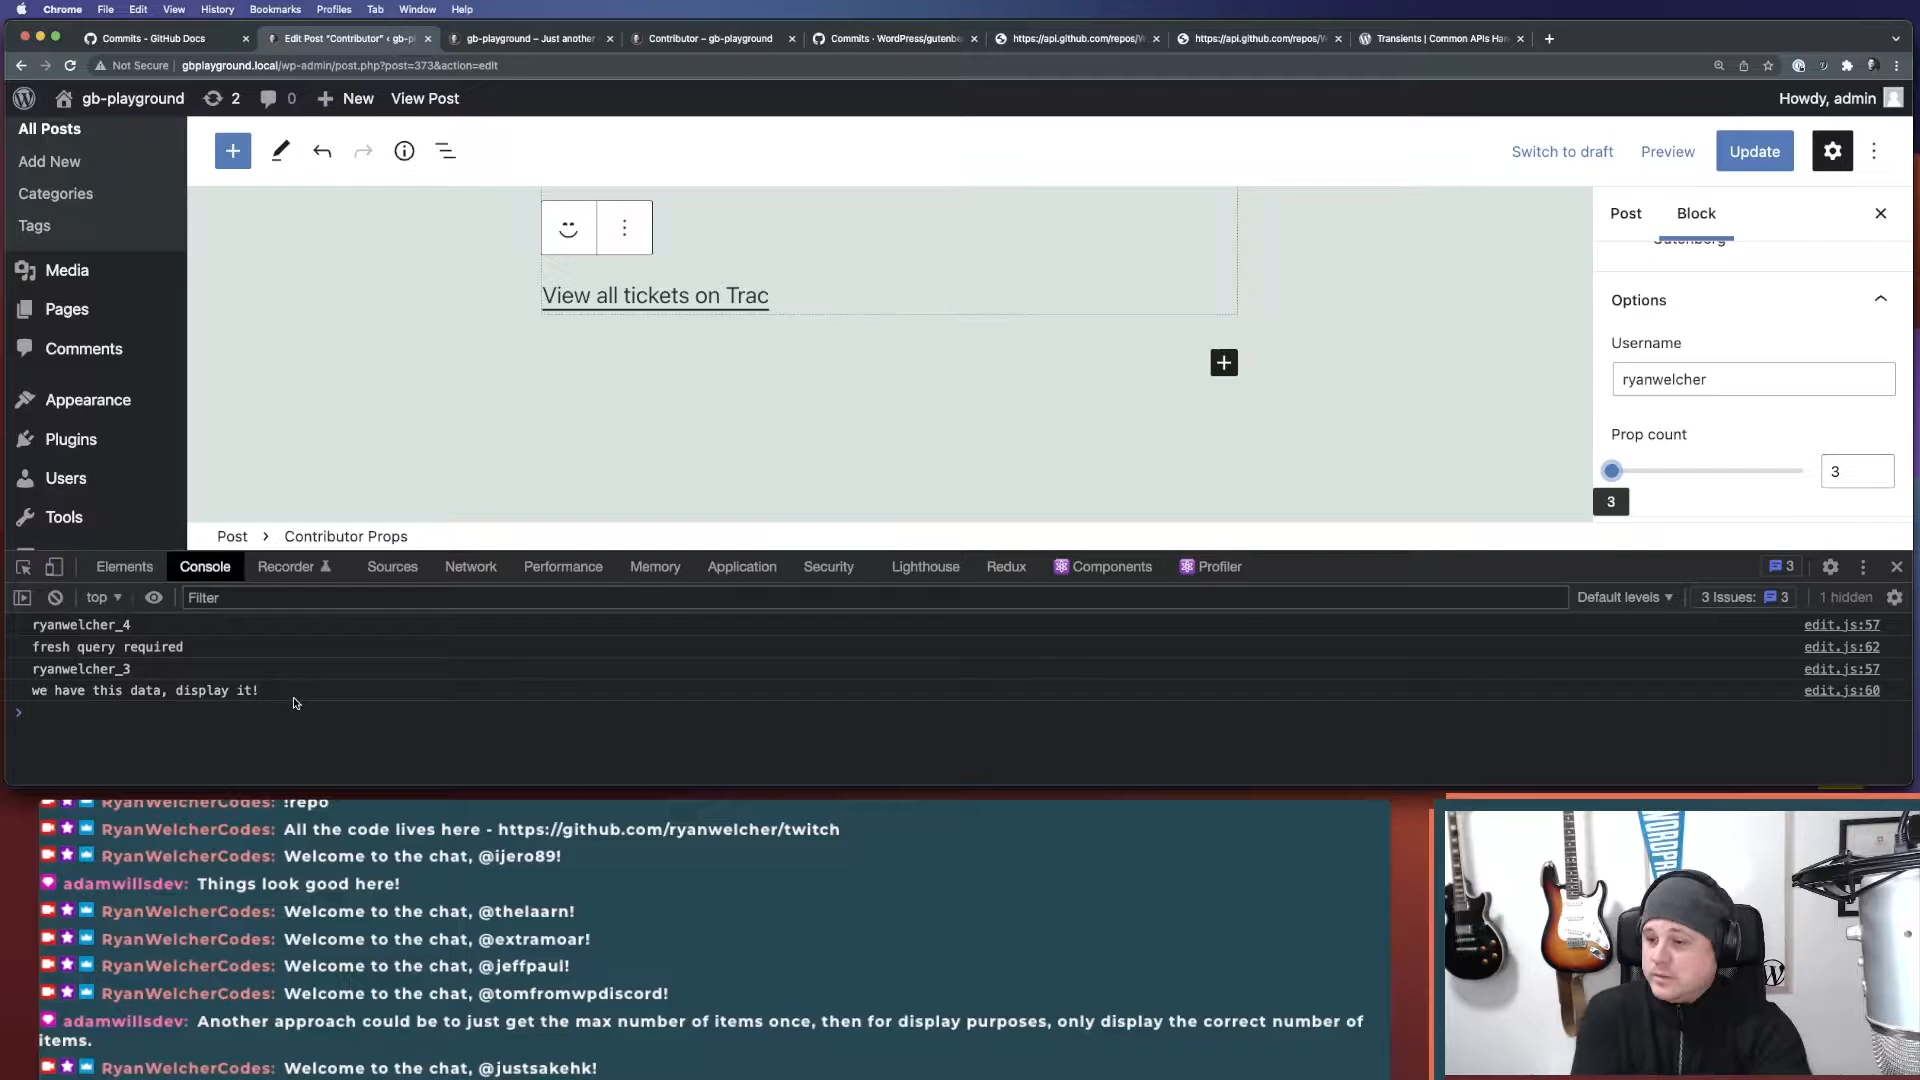 Chrome File Edit View History Bookmarks Profiles Tab Window Help
Commits - GitHub Docs
Edit Post "Contributor" ‹ gb-pl
gb-playground – Just another
Contributor – gb-playground
Commits · WordPress/gutenbe
https://api.github.com/repos/W
https://api.github.com/repos/W
Transients | Common APIs Han
Not Secure | gbplayground.local/wp-admin/post.php?post=373&action=edit
gb-playground 2 0 New View Post Howdy, admin
All Posts
Add New
Categories
Tags
Media
Pages
Comments
Appearance
Plugins
Users
Tools
Switch to draft Preview Update
View all tickets on Trac
Post Block
Gutenberg
Options
Username
ryanwelcher
Prop count
3
3
Post › Contributor Props
Elements Console Recorder Sources Network Performance Memory Application Security Lighthouse Redux Components Profiler 3
top Filter Default levels 3 Issues: 3 1 hidden
ryanwelcher_4 edit.js:57
fresh query required edit.js:62
ryanwelcher_3 edit.js:57
we have this data, display it! edit.js:60
RyanWelcherCodes: !repo
RyanWelcherCodes: All the code lives here - https://github.com/ryanwelcher/twitch
RyanWelcherCodes: Welcome to the chat, @ijero89!
adamwillsdev: Things look good here!
RyanWelcherCodes: Welcome to the chat, @thelaarn!
RyanWelcherCodes: Welcome to the chat, @extramoar!
RyanWelcherCodes: Welcome to the chat, @jeffpaul!
RyanWelcherCodes: Welcome to the chat, @tomfromwpdiscord!
adamwillsdev: Another approach could be to just get the max number of items once, then for display purposes, only display the correct number of
items.
RyanWelcherCodes: Welcome to the chat, @justsakehk!